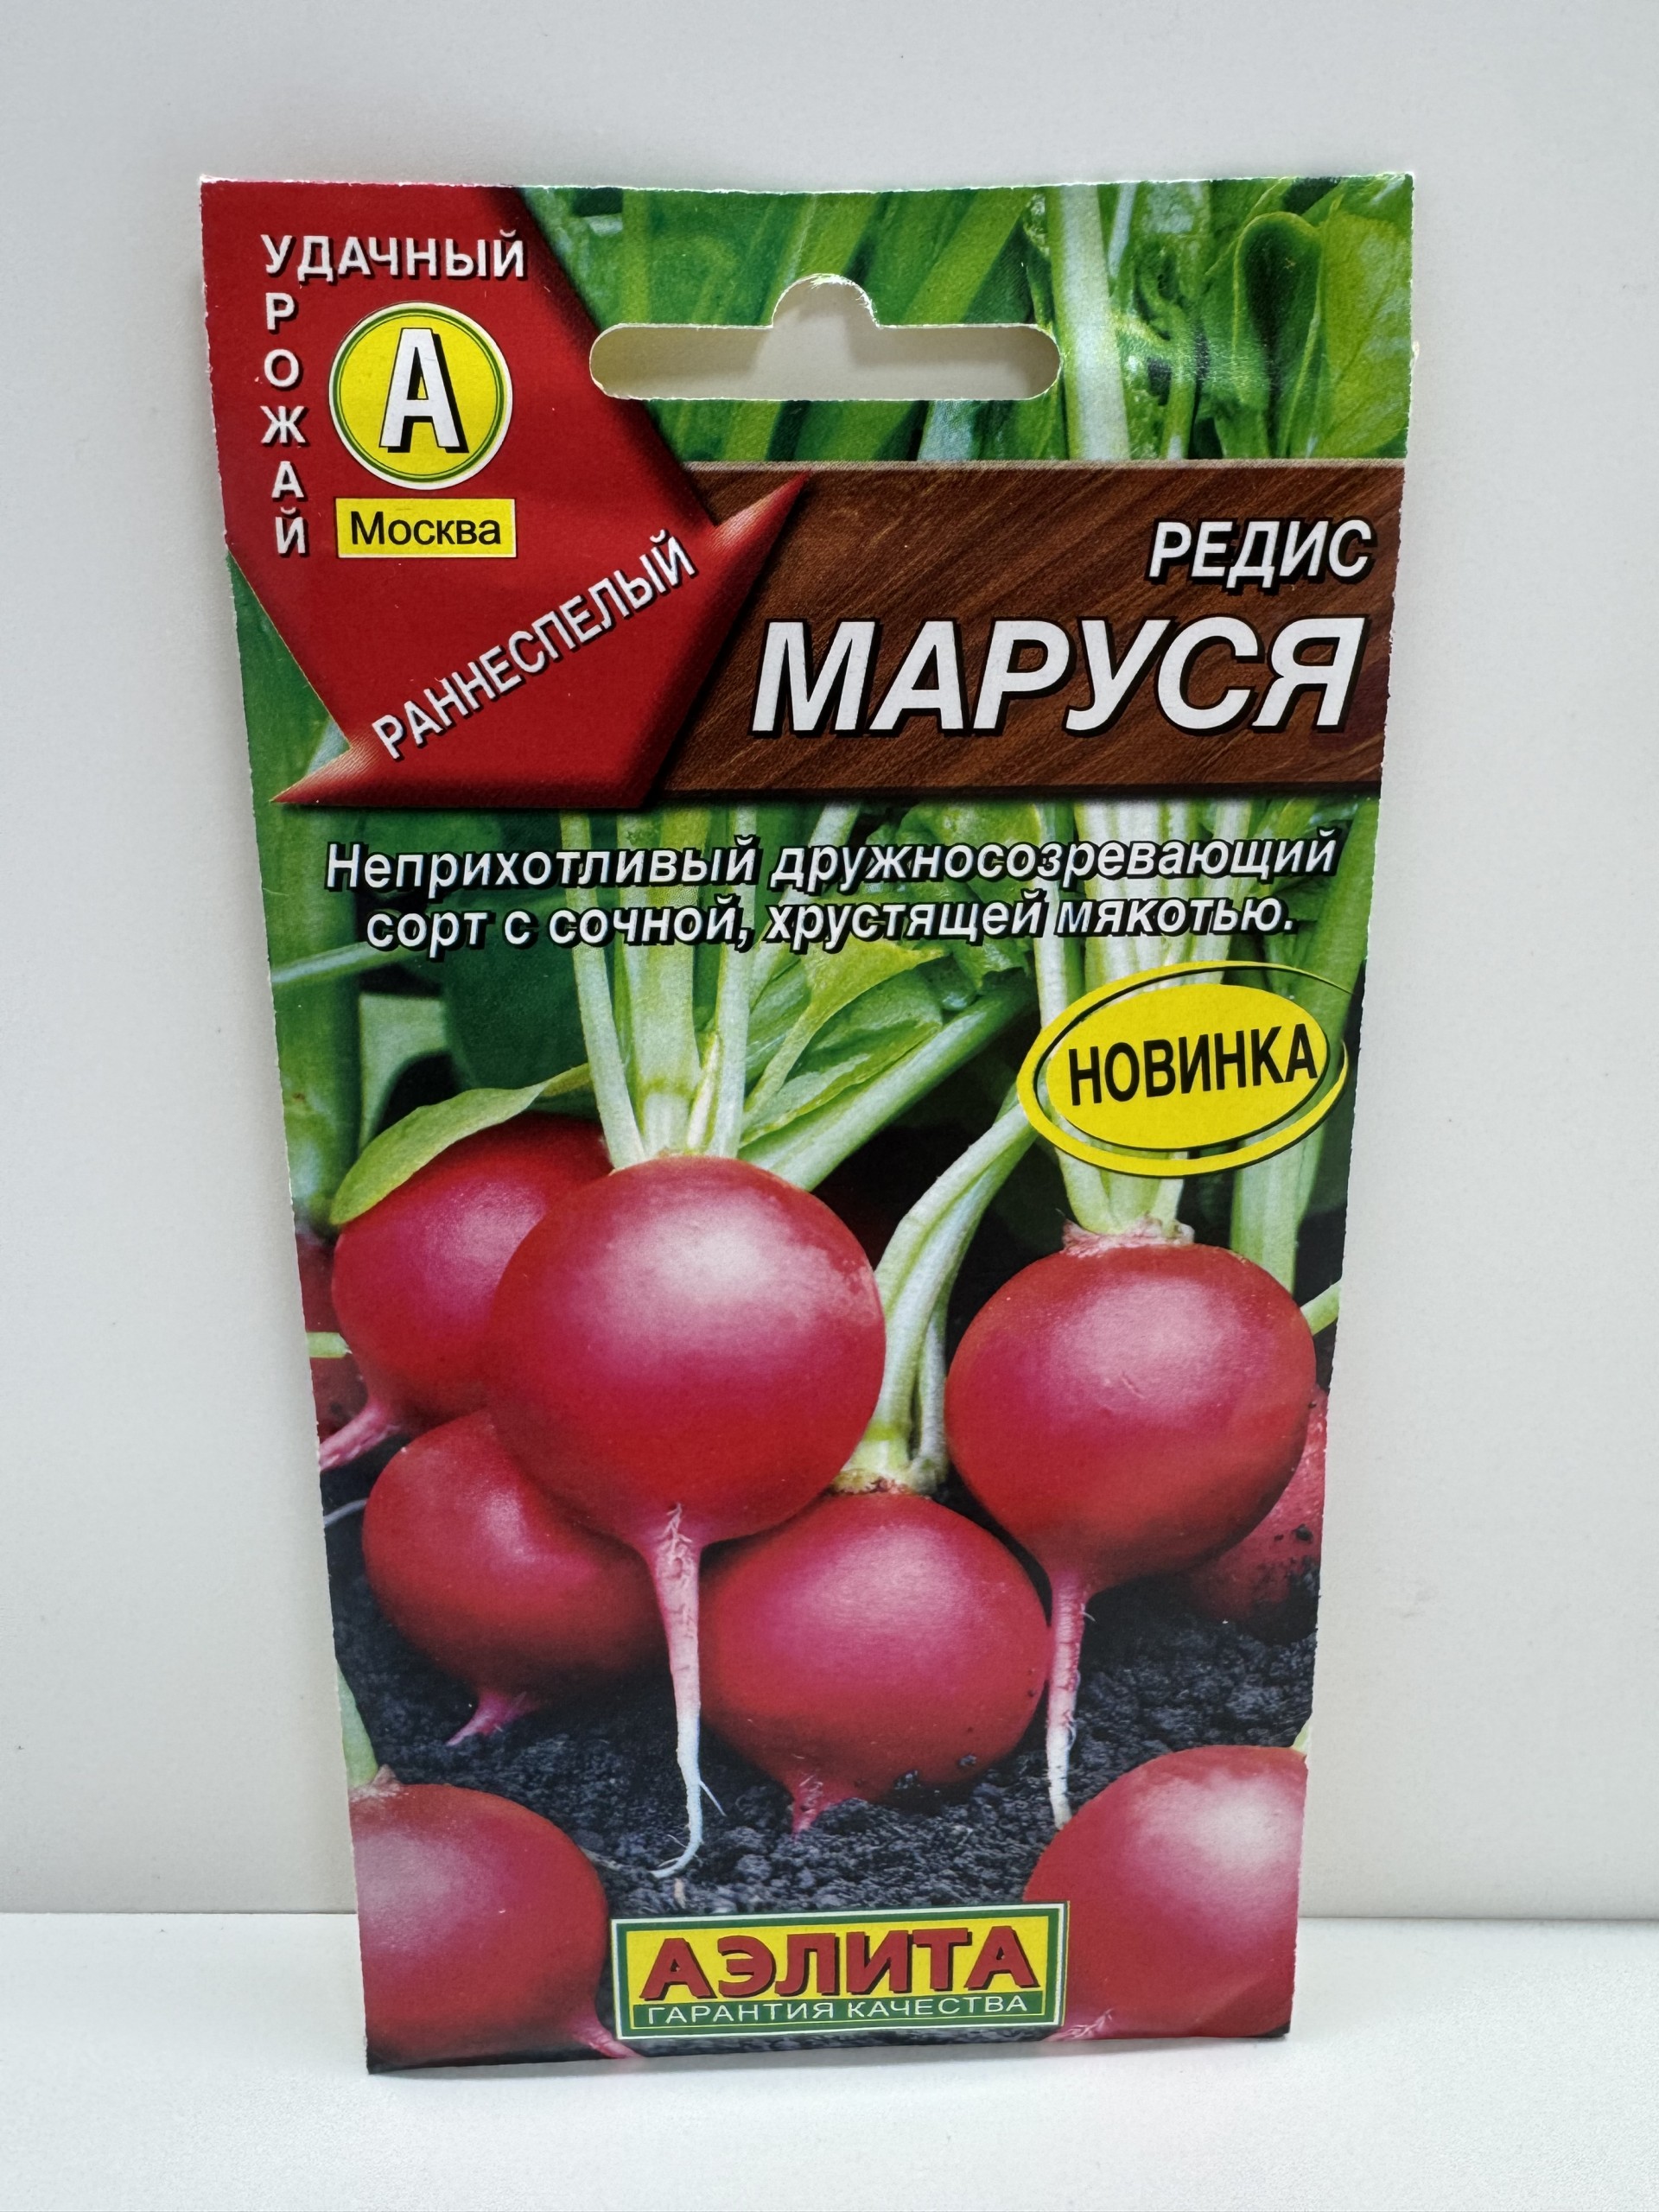 УДАЧНЫЙ
УРОЖАЙ
А
Москва
РАННЕСПЕЛЫЙ
РЕДИС
МАРУСЯ
Неприхотливый дружносозревающий
сорт с сочной, хрустящей мякотью.
НОВИНКА
АЭЛИТА
ГАРАНТИЯ КАЧЕСТВА